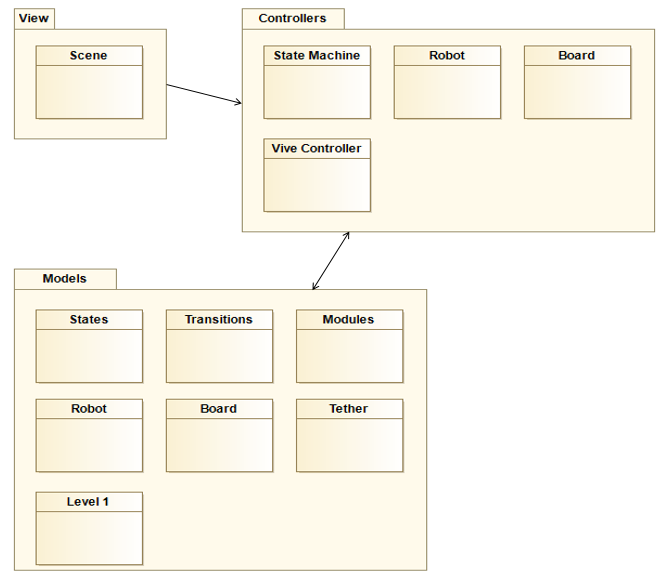 View
Scene
Controllers
State Machine
Robot
Board
Vive Controller
Models
States
Transitions
Modules
Robot
Board
Tether
Level 1